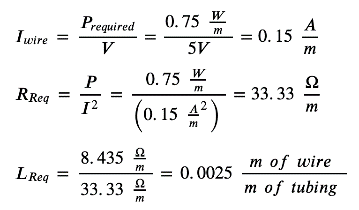 I_wire = P_required / V = 0.75 W/m / 5V = 0.15 A/m
R_Req = P / I² = 0.75 W/m / (0.15 A²/m) = 33.33 Ω/m
L_Req = 8.435 Ω/m / 33.33 Ω/m = 0.0025 m of wire / m of tubing